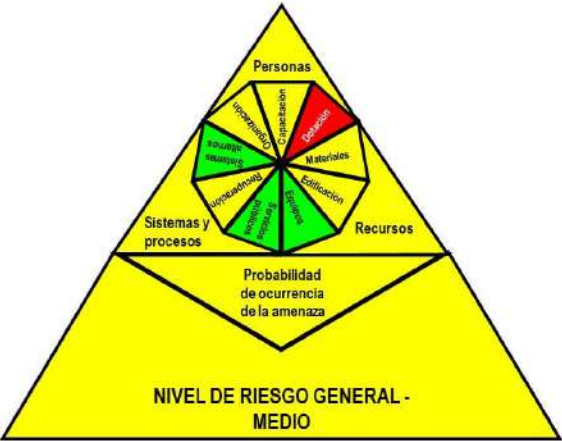 Personas
Organización
Capacitación
Dotación
Sistemas
alternos
Materiales
Recuperación
Edificación
Servicios
públicos
Equipos
Sistemas y
procesos
Recursos
Probabilidad
de ocurrencia
de la amenaza
NIVEL DE RIESGO GENERAL -
MEDIO